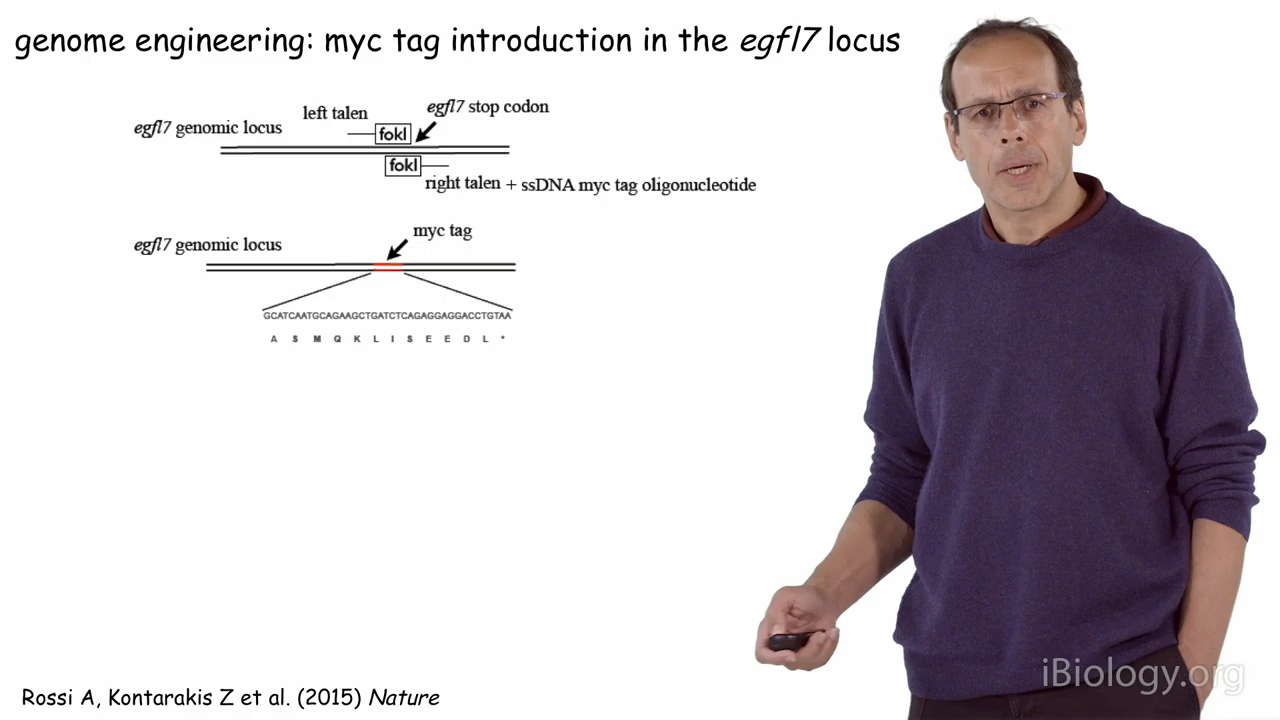 genome engineering: myc tag introduction in the egfl7 locus
left talen
egfl7 stop codon
egfl7 genomic locus
fokI
fokI
right talen + ssDNA myc tag oligonucleotide
myc tag
egfl7 genomic locus
GCATCAATGCAGAAGCTGATCTCAGAGGAGGACCTGTAA
A S M Q K L I S E E D L *
Rossi A, Kontarakis Z et al. (2015) Nature
iBiology.org